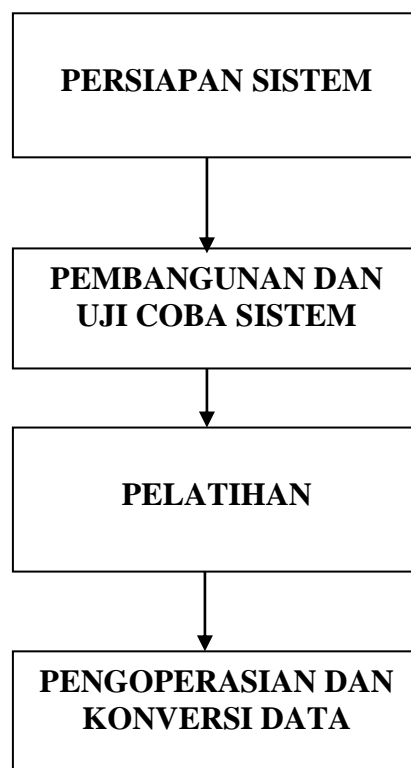 PERSIAPAN SISTEM
PEMBANGUNAN DAN
UJI COBA SISTEM
PELATIHAN
PENGOPERASIAN DAN
KONVERSI DATA